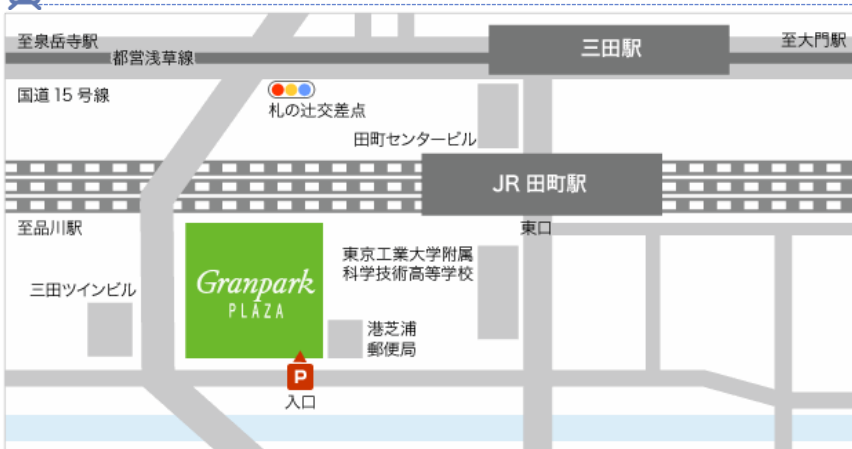 至泉岳寺駅
都営浅草線
三田駅
至大門駅
国道15号線
札の辻交差点
田町センタービル
JR 田町駅
至品川駅
東口
東京工業大学附属
科学技術高等学校
Granpark
PLAZA
三田ツインビル
港芝浦
郵便局
P
入口